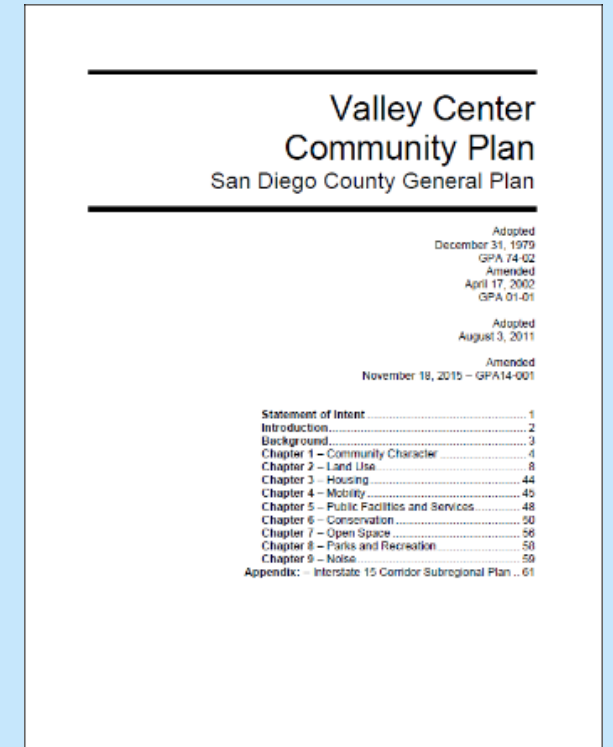 Valley Center
Community Plan
San Diego County General Plan
Adopted
December 31, 1979
GPA 74-02
Amended
April 17, 2002
GPA 01-01
Adopted
August 3, 2011
Amended
November 18, 2015 – GPA14-001
Statement of Intent ........ 1
Introduction ........ 2
Background ........ 3
Chapter 1 – Community Character ........ 4
Chapter 2 – Land Use ........ 8
Chapter 3 – Housing ........ 44
Chapter 4 – Mobility ........ 45
Chapter 5 – Public Facilities and Services ........ 48
Chapter 6 – Conservation ........ 50
Chapter 7 – Open Space ........ 56
Chapter 8 – Parks and Recreation ........ 58
Chapter 9 – Noise ........ 59
Appendix: – Interstate 15 Corridor Subregional Plan .. 61